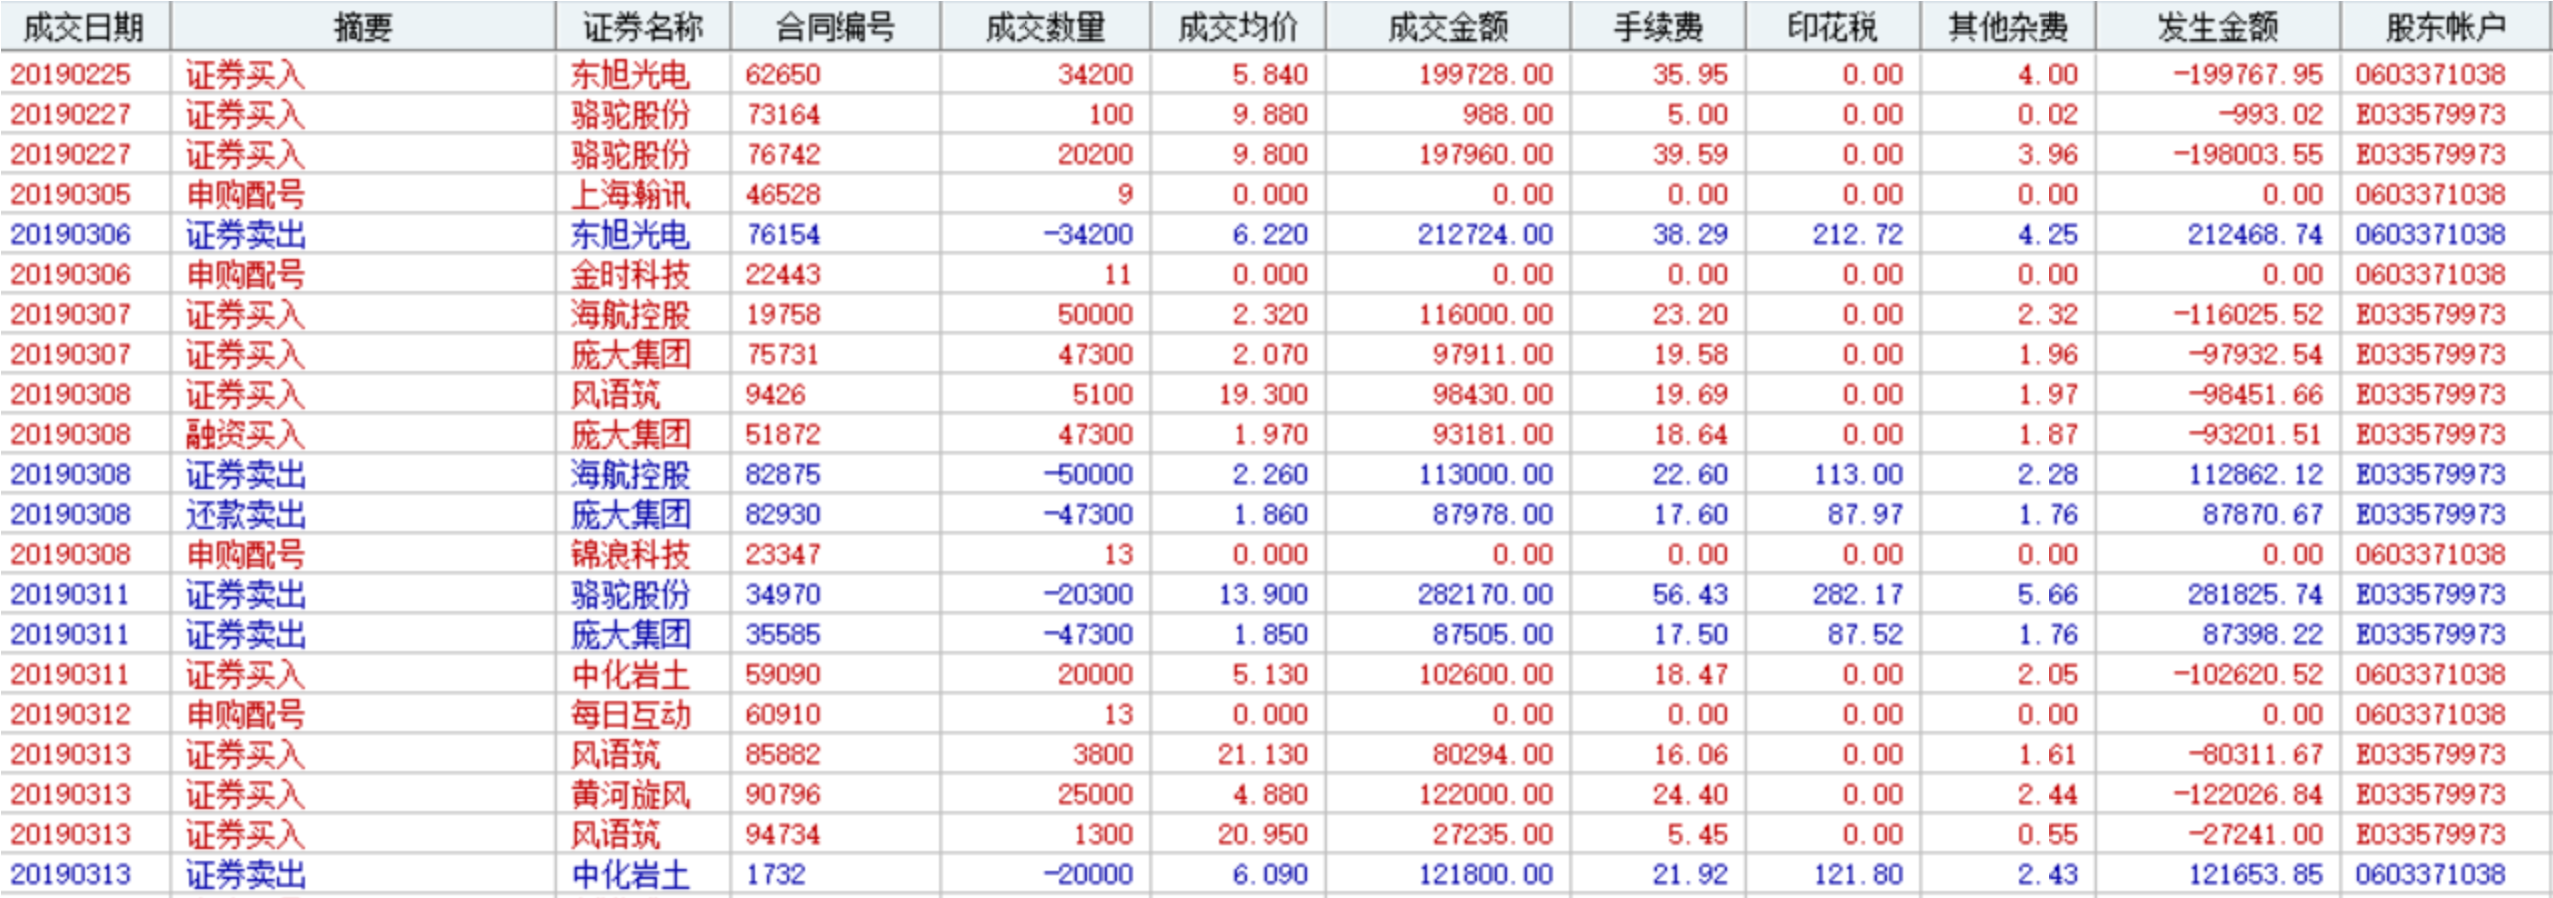 成交日期 摘要 证券名称 合同编号 成交数量 成交均价 成交金额 手续费 印花税 其他杂费 发生金额 股东帐户
20190225 证券买入 东旭光电 62650 34200 5.840 199728.00 35.95 0.00 4.00 -199767.95 0603371038
20190227 证券买入 骆驼股份 73164 100 9.880 988.00 5.00 0.00 0.02 -993.02 E033579973
20190227 证券买入 骆驼股份 76742 20200 9.800 197960.00 39.59 0.00 3.96 -198003.55 E033579973
20190305 申购配号 上海瀚讯 46528 9 0.000 0.00 0.00 0.00 0.00 0.00 0603371038
20190306 证券卖出 东旭光电 76154 -34200 6.220 212724.00 38.29 212.72 4.25 212468.74 0603371038
20190306 申购配号 金时科技 22443 11 0.000 0.00 0.00 0.00 0.00 0.00 0603371038
20190307 证券买入 海航控股 19758 50000 2.320 116000.00 23.20 0.00 2.32 -116025.52 E033579973
20190307 证券买入 庞大集团 75731 47300 2.070 97911.00 19.58 0.00 1.96 -97932.54 E033579973
20190308 证券买入 风语筑 9426 5100 19.300 98430.00 19.69 0.00 1.97 -98451.66 E033579973
20190308 融资买入 庞大集团 51872 47300 1.970 93181.00 18.64 0.00 1.87 -93201.51 E033579973
20190308 证券卖出 海航控股 82875 -50000 2.260 113000.00 22.60 113.00 2.28 112862.12 E033579973
20190308 还款卖出 庞大集团 82930 -47300 1.860 87978.00 17.60 87.97 1.76 87870.67 E033579973
20190308 申购配号 锦浪科技 23347 13 0.000 0.00 0.00 0.00 0.00 0.00 0603371038
20190311 证券卖出 骆驼股份 34970 -20300 13.900 282170.00 56.43 282.17 5.66 281825.74 E033579973
20190311 证券卖出 庞大集团 35585 -47300 1.850 87505.00 17.50 87.52 1.76 87398.22 E033579973
20190311 证券买入 中化岩土 59090 20000 5.130 102600.00 18.47 0.00 2.05 -102620.52 0603371038
20190312 申购配号 每日互动 60910 13 0.000 0.00 0.00 0.00 0.00 0.00 0603371038
20190313 证券买入 风语筑 85882 3800 21.130 80294.00 16.06 0.00 1.61 -80311.67 E033579973
20190313 证券买入 黄河旋风 90796 25000 4.880 122000.00 24.40 0.00 2.44 -122026.84 E033579973
20190313 证券买入 风语筑 94734 1300 20.950 27235.00 5.45 0.00 0.55 -27241.00 E033579973
20190313 证券卖出 中化岩土 1732 -20000 6.090 121800.00 21.92 121.80 2.43 121653.85 0603371038